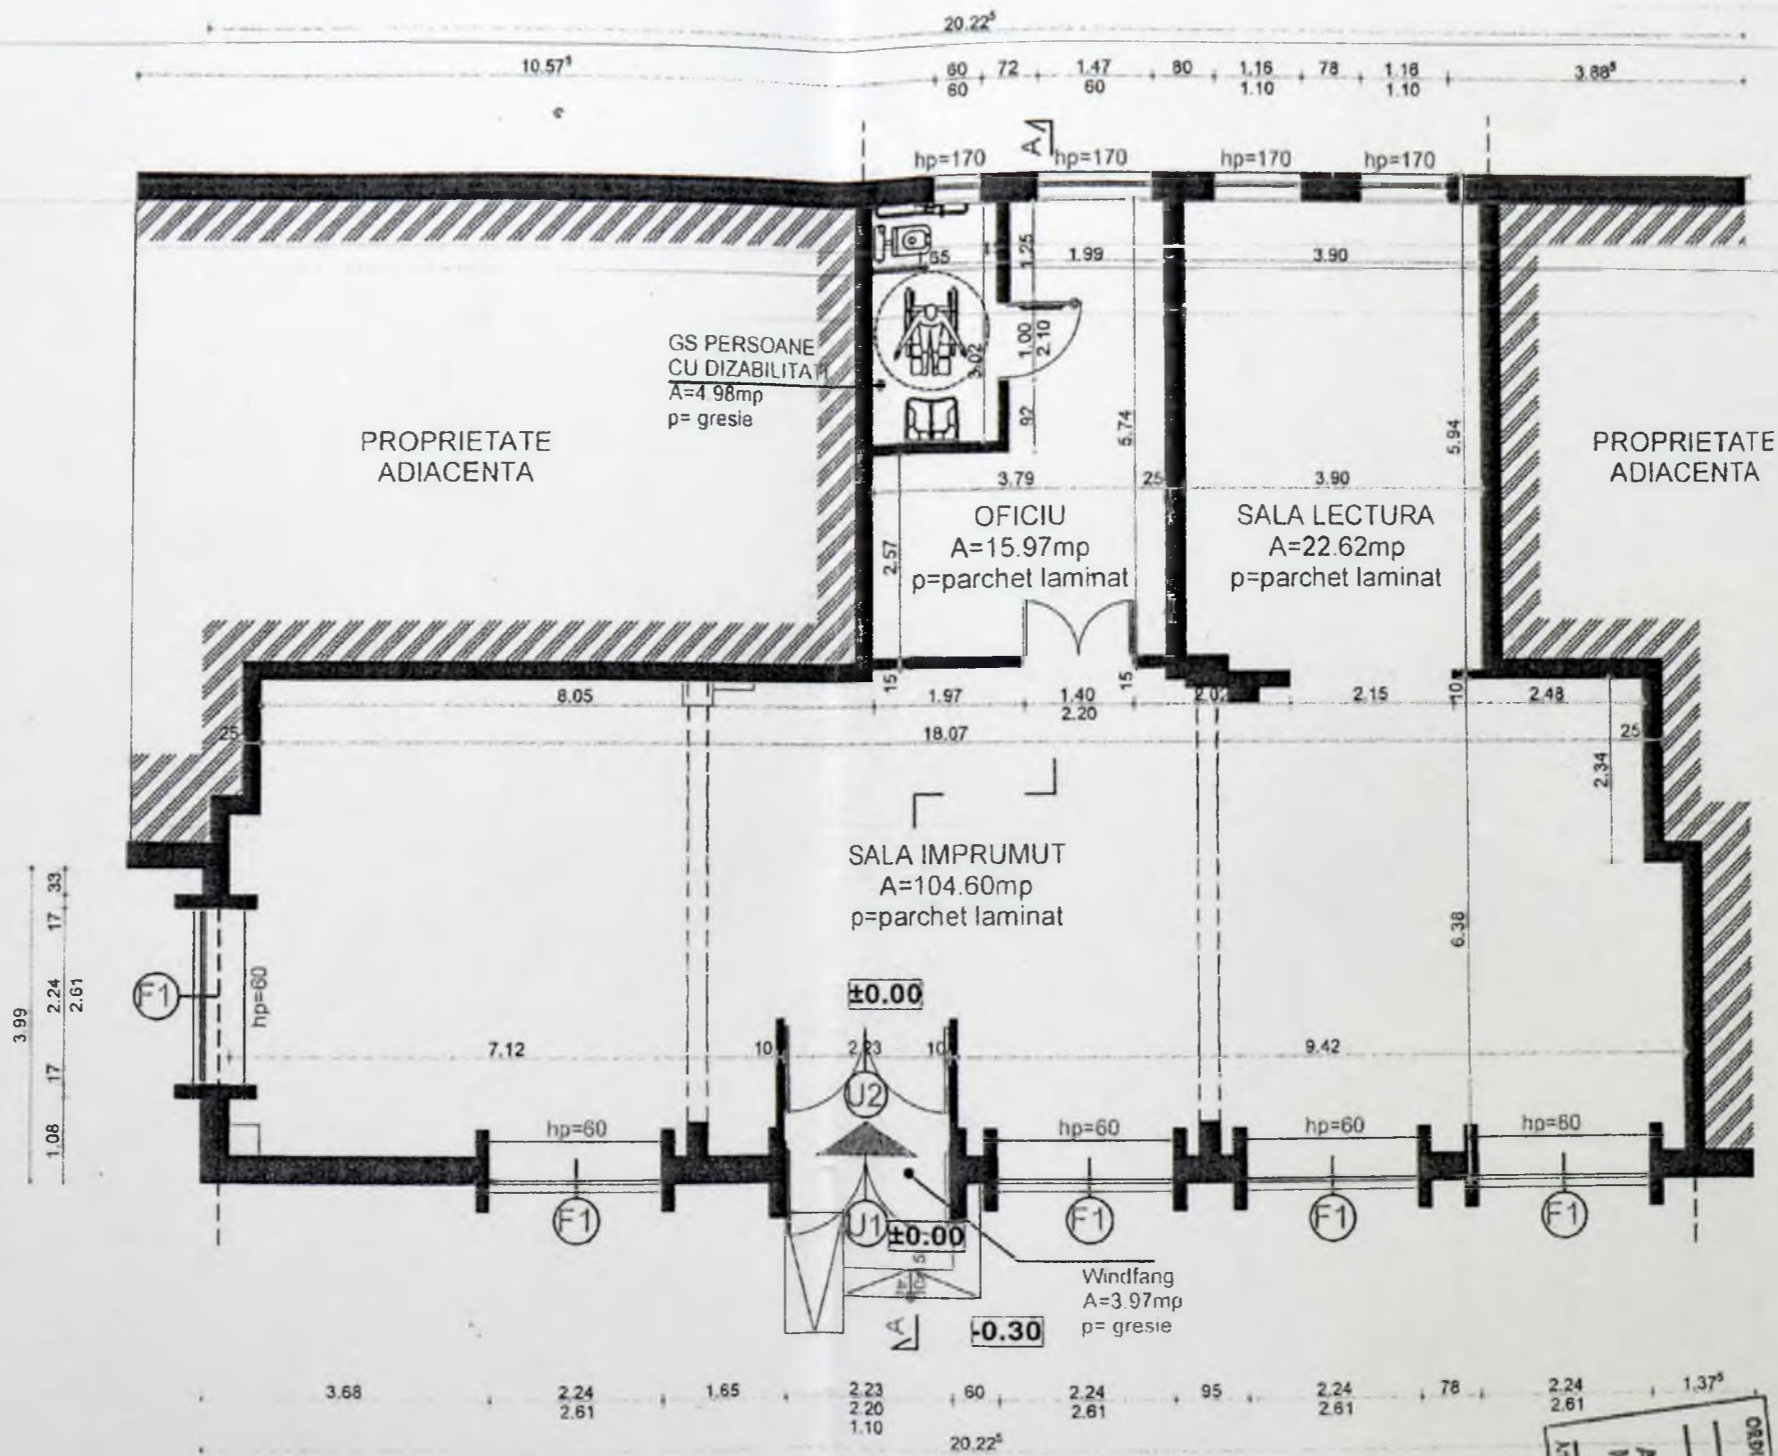 20.22⁵
10.57¹ 60 72 1.47 80 1.16 78 1.16 3.88⁵
60 60 1.10 1.10
A
hp=170 hp=170 hp=170 hp=170
65 1.25 1.99 3.90
GS PERSOANE
CU DIZABILITATI
A=4.98mp
p= gresie
3.02 1.00
2.10
92 5.74 5.94
PROPRIETATE
ADIACENTA
PROPRIETATE
ADIACENTA
3.79 25 3.90
OFICIU
A=15.97mp
p=parchet laminat
SALA LECTURA
A=22.62mp
p=parchet laminat
2.57
15 15 10
8.05 1.97 1.40 2.15 2.48
2.20
25 18.07 25
2.34
SALA IMPRUMUT
A=104.60mp
p=parchet laminat
33
17
2.24
2.61
3.99
17
1.08
F1
hp=60
6.38
±0.00
7.12 10 2.23 10 9.42
U2
hp=60 hp=60 hp=60 hp=80
F1 U1 F1 F1 F1
±0.00
Windfang
A=3.97mp
p= gresie
A
-0.30
3.68 2.24 1.65 2.23 60 2.24 95 2.24 78 2.24 1.37⁵
2.61 2.20 2.61 2.61 2.61
1.10
20.22⁵